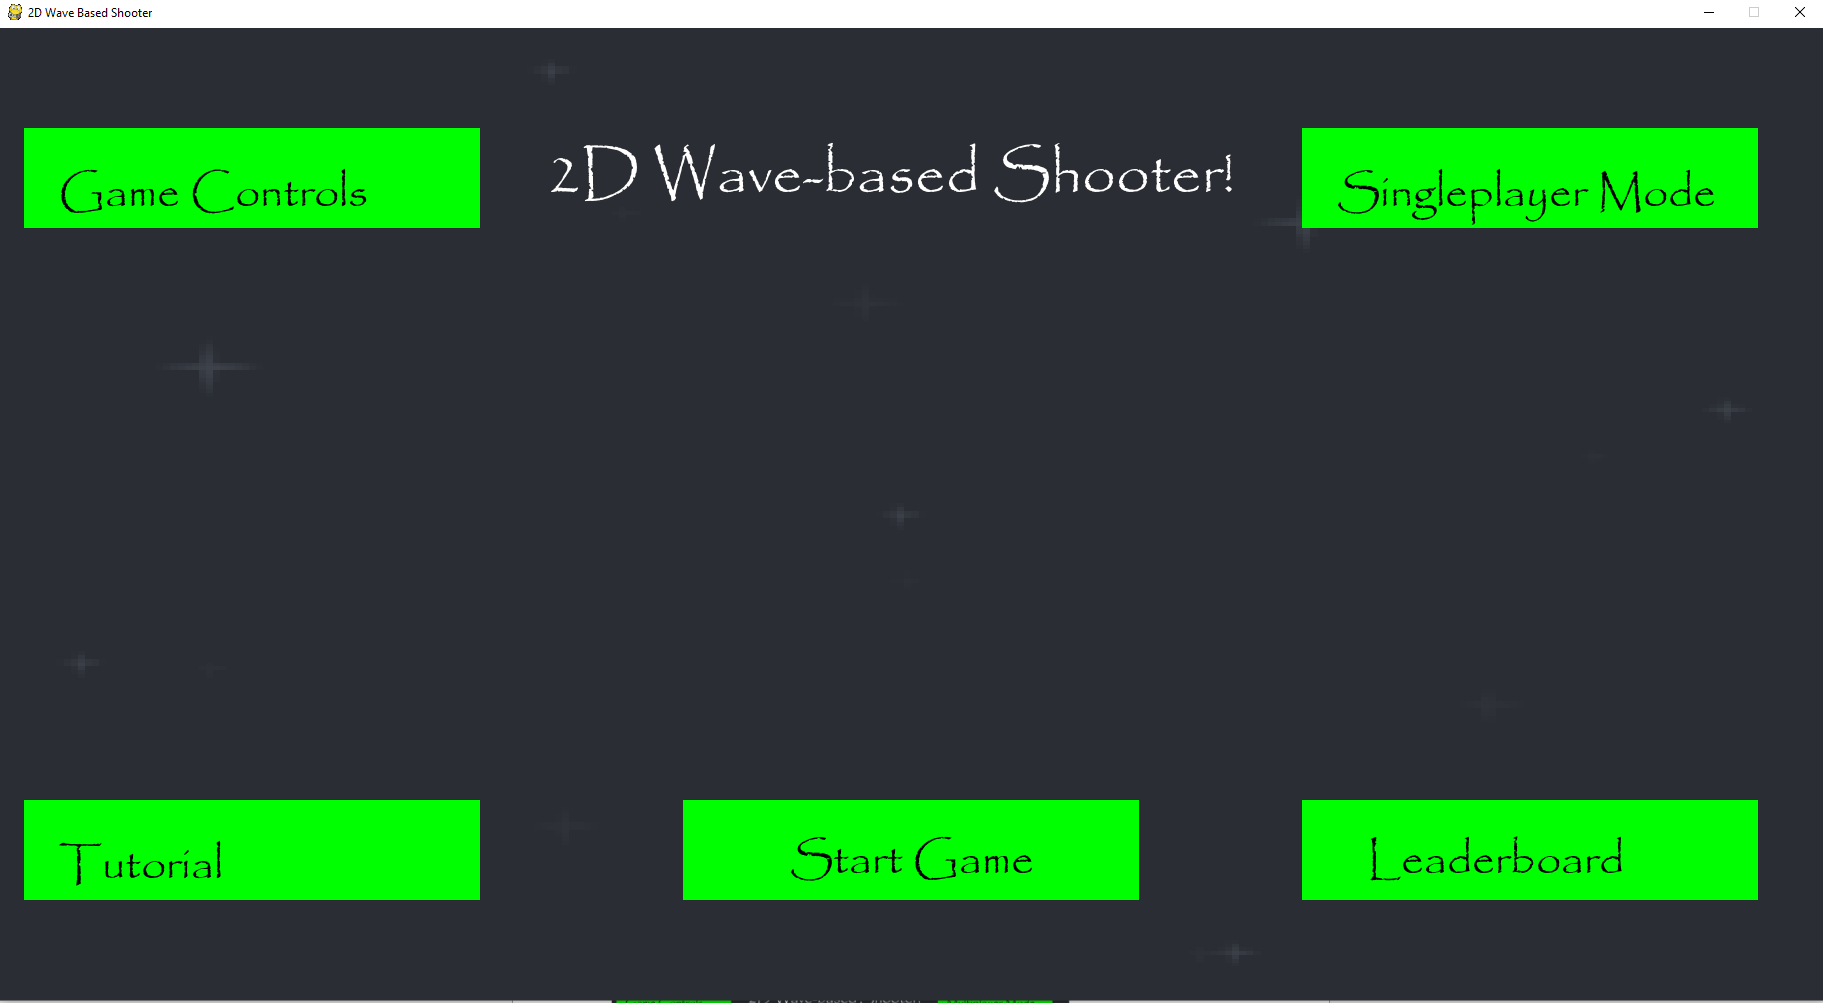 2D Wave Based Shooter
Game Controls
2D Wave-based Shooter!
Singleplayer Mode
Tutorial
Start Game
Leaderboard